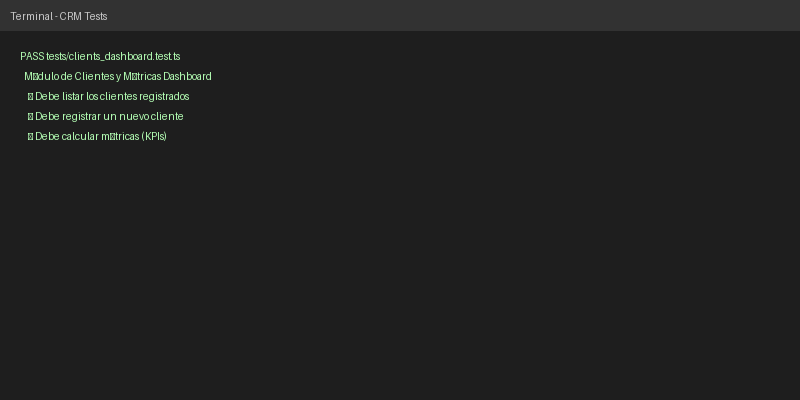 Terminal - CRM Tests
PASS tests/clients_dashboard.test.ts
M▯dulo de Clientes y M▯tricas Dashboard
▯ Debe listar los clientes registrados
▯ Debe registrar un nuevo cliente
▯ Debe calcular m▯tricas (KPIs)